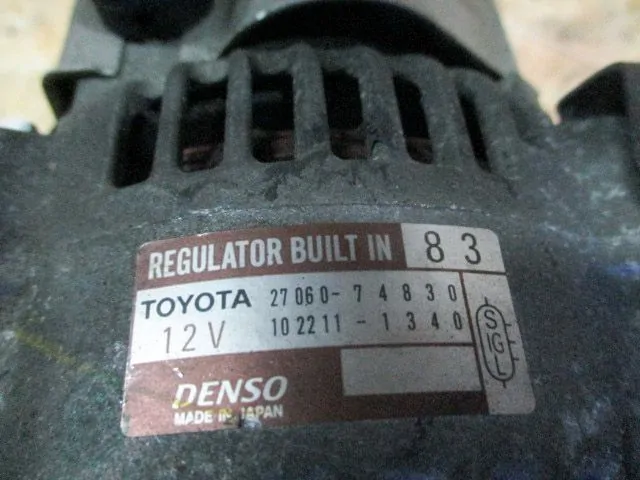 REGULATOR BUILT IN 83
TOYOTA 27060-74830
12V 102211-1340
S
IG
L
DENSO
MADE IN JAPAN